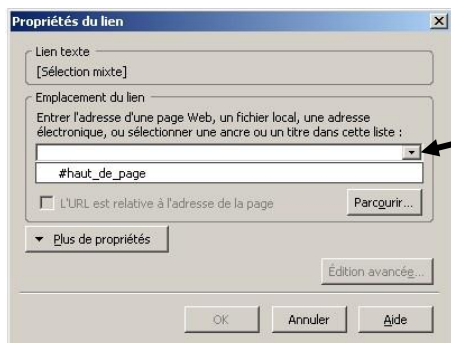 Propriétés du lien
Lien texte
[Sélection mixte]
Emplacement du lien
Entrer l'adresse d'une page Web, un fichier local, une adresse
électronique, ou sélectionner une ancre ou un titre dans cette liste :
#haut_de_page
L'URL est relative à l'adresse de la page
Parcourir...
Plus de propriétés
Édition avancée...
OK
Annuler
Aide